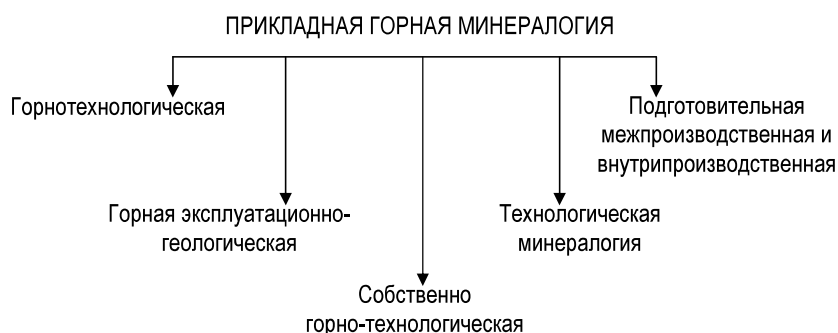 ПРИКЛАДНАЯ ГОРНАЯ МИНЕРАЛОГИЯ
Горнотехнологическая
Подготовительная
межпроизводственная и
внутрипроизводственная
Горная эксплуатационно-
геологическая
Технологическая
минералогия
Собственно
горно-технологическая